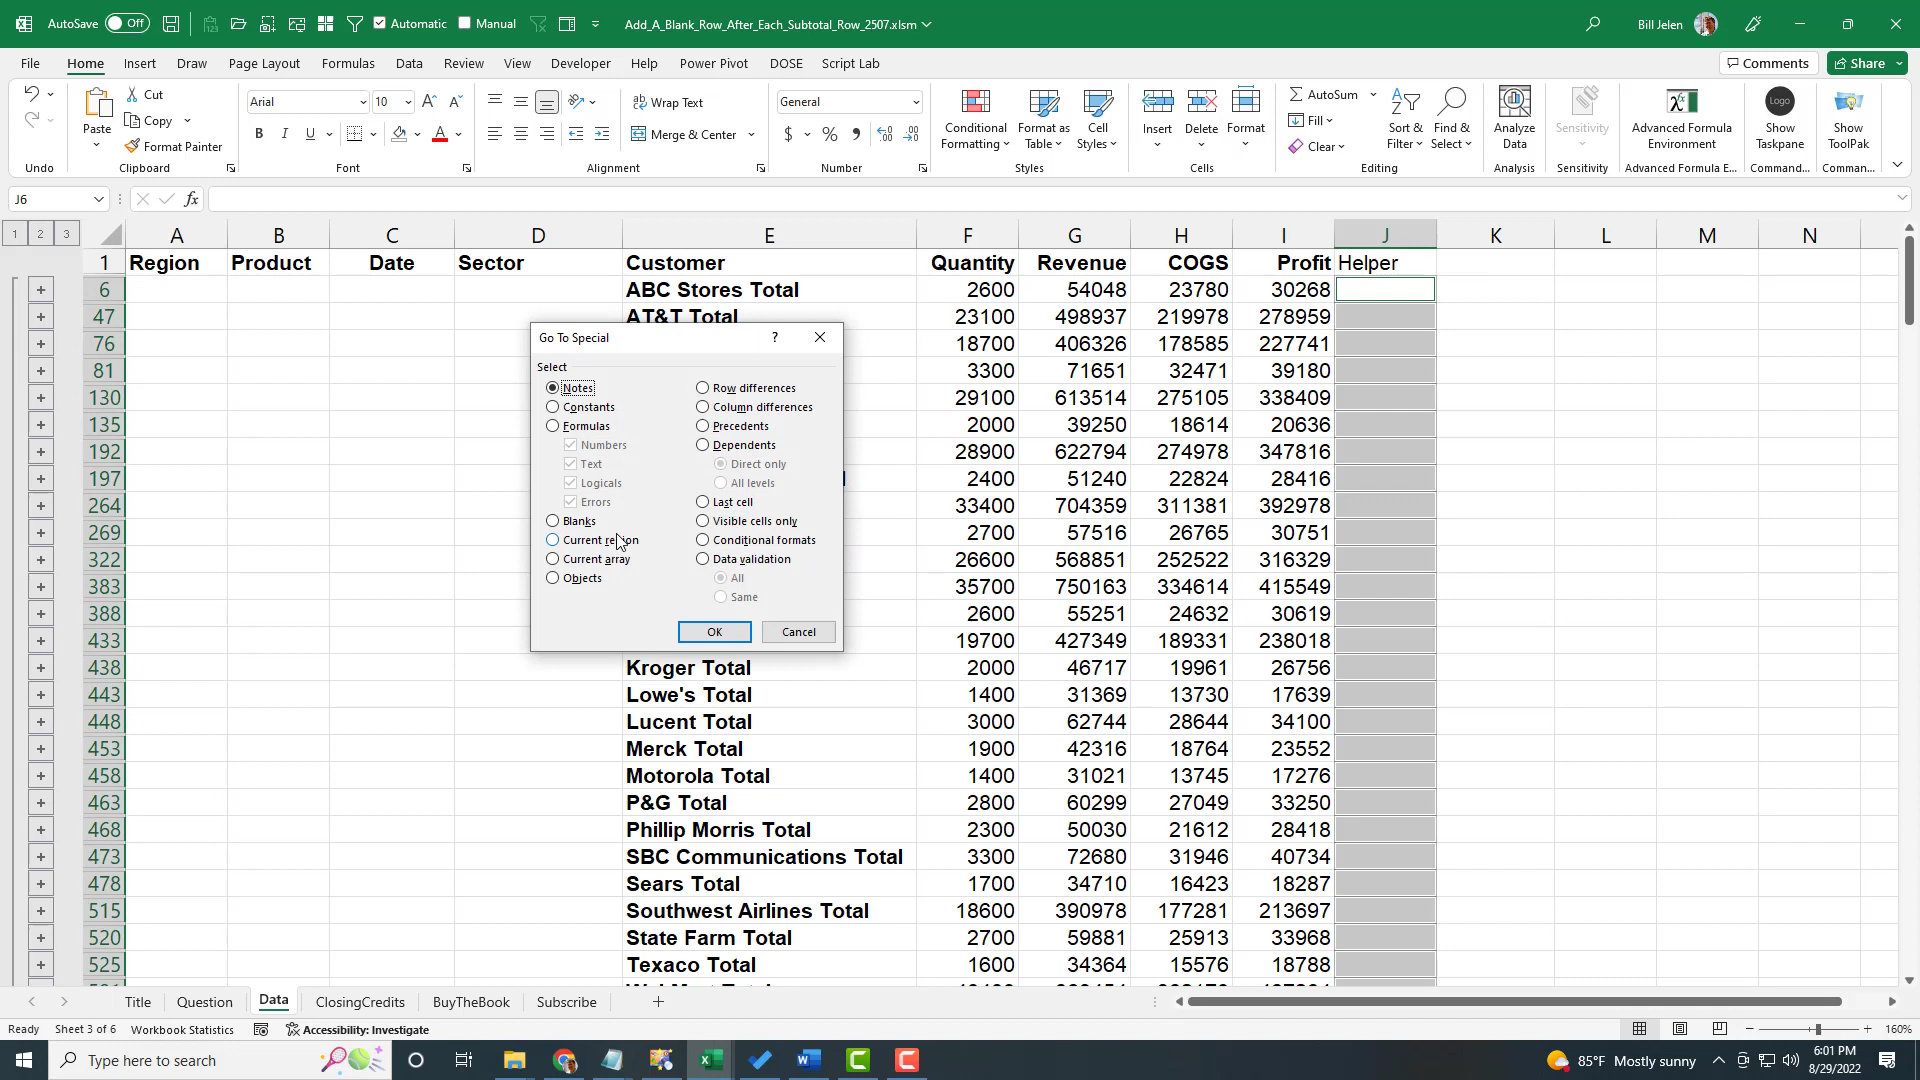 AutoSave Off Automatic Manual Add_A_Blank_Row_After_Each_Subtotal_Row_2507.xlsm Bill Jelen
File Home Insert Draw Page Layout Formulas Data Review View Developer Help Power Pivot DOSE Script Lab Comments Share
Cut Arial 10 Wrap Text General AutoSum
Paste Copy Merge & Center $ % Conditional Formatting Format as Table Cell Styles Insert Delete Format Fill Sort & Filter Find & Select Analyze Data Sensitivity Advanced Formula Environment Logo Show Taskpane Show ToolPak
Format Painter B I U A Clear
Undo Clipboard Font Alignment Number Styles Cells Editing Analysis Sensitivity Advanced Formula E... Command... Comman...
J6 fx
1 2 3 A B C D E F G H I J K L M N
1 Region Product Date Sector Customer Quantity Revenue COGS Profit Helper
6 ABC Stores Total 2600 54048 23780 30268
47 AT&T Total 23100 498937 219978 278959
76 18700 406326 178585 227741
81 3300 71651 32471 39180
130 29100 613514 275105 338409
135 2000 39250 18614 20636
192 28900 622794 274978 347816
197 2400 51240 22824 28416
264 33400 704359 311381 392978
269 2700 57516 26765 30751
322 26600 568851 252522 316329
383 35700 750163 334614 415549
388 2600 55251 24632 30619
433 19700 427349 189331 238018
438 Kroger Total 2000 46717 19961 26756
443 Lowe's Total 1400 31369 13730 17639
448 Lucent Total 3000 62744 28644 34100
453 Merck Total 1900 42316 18764 23552
458 Motorola Total 1400 31021 13745 17276
463 P&G Total 2800 60299 27049 33250
468 Phillip Morris Total 2300 50030 21612 28418
473 SBC Communications Total 3300 72680 31946 40734
478 Sears Total 1700 34710 16423 18287
515 Southwest Airlines Total 18600 390978 177281 213697
520 State Farm Total 2700 59881 25913 33968
525 Texaco Total 1600 34364 15576 18788
Go To Special ?
Select
Notes Row differences
Constants Column differences
Formulas Precedents
Numbers Dependents
Text Direct only
Logicals All levels
Errors Last cell
Blanks Visible cells only
Current region Conditional formats
Current array Data validation
Objects All
Same
OK Cancel
Title Question Data ClosingCredits BuyTheBook Subscribe
Ready Sheet 3 of 6 Workbook Statistics Accessibility: Investigate 160%
Type here to search 85°F Mostly sunny 6:01 PM
8/29/2022